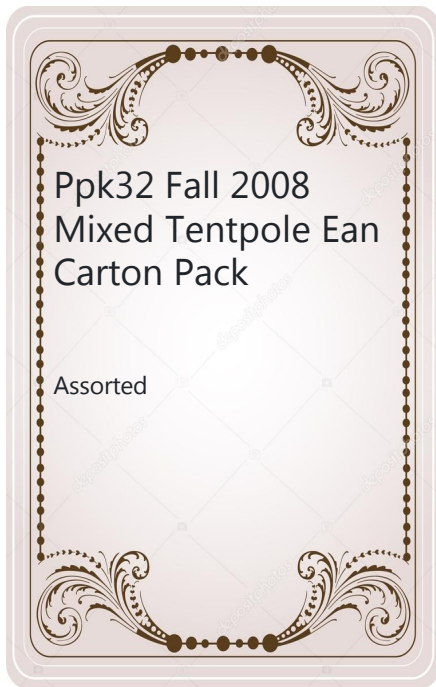 Ppk32 Fall 2008
Mixed Tentpole Ean
Carton Pack
Assorted